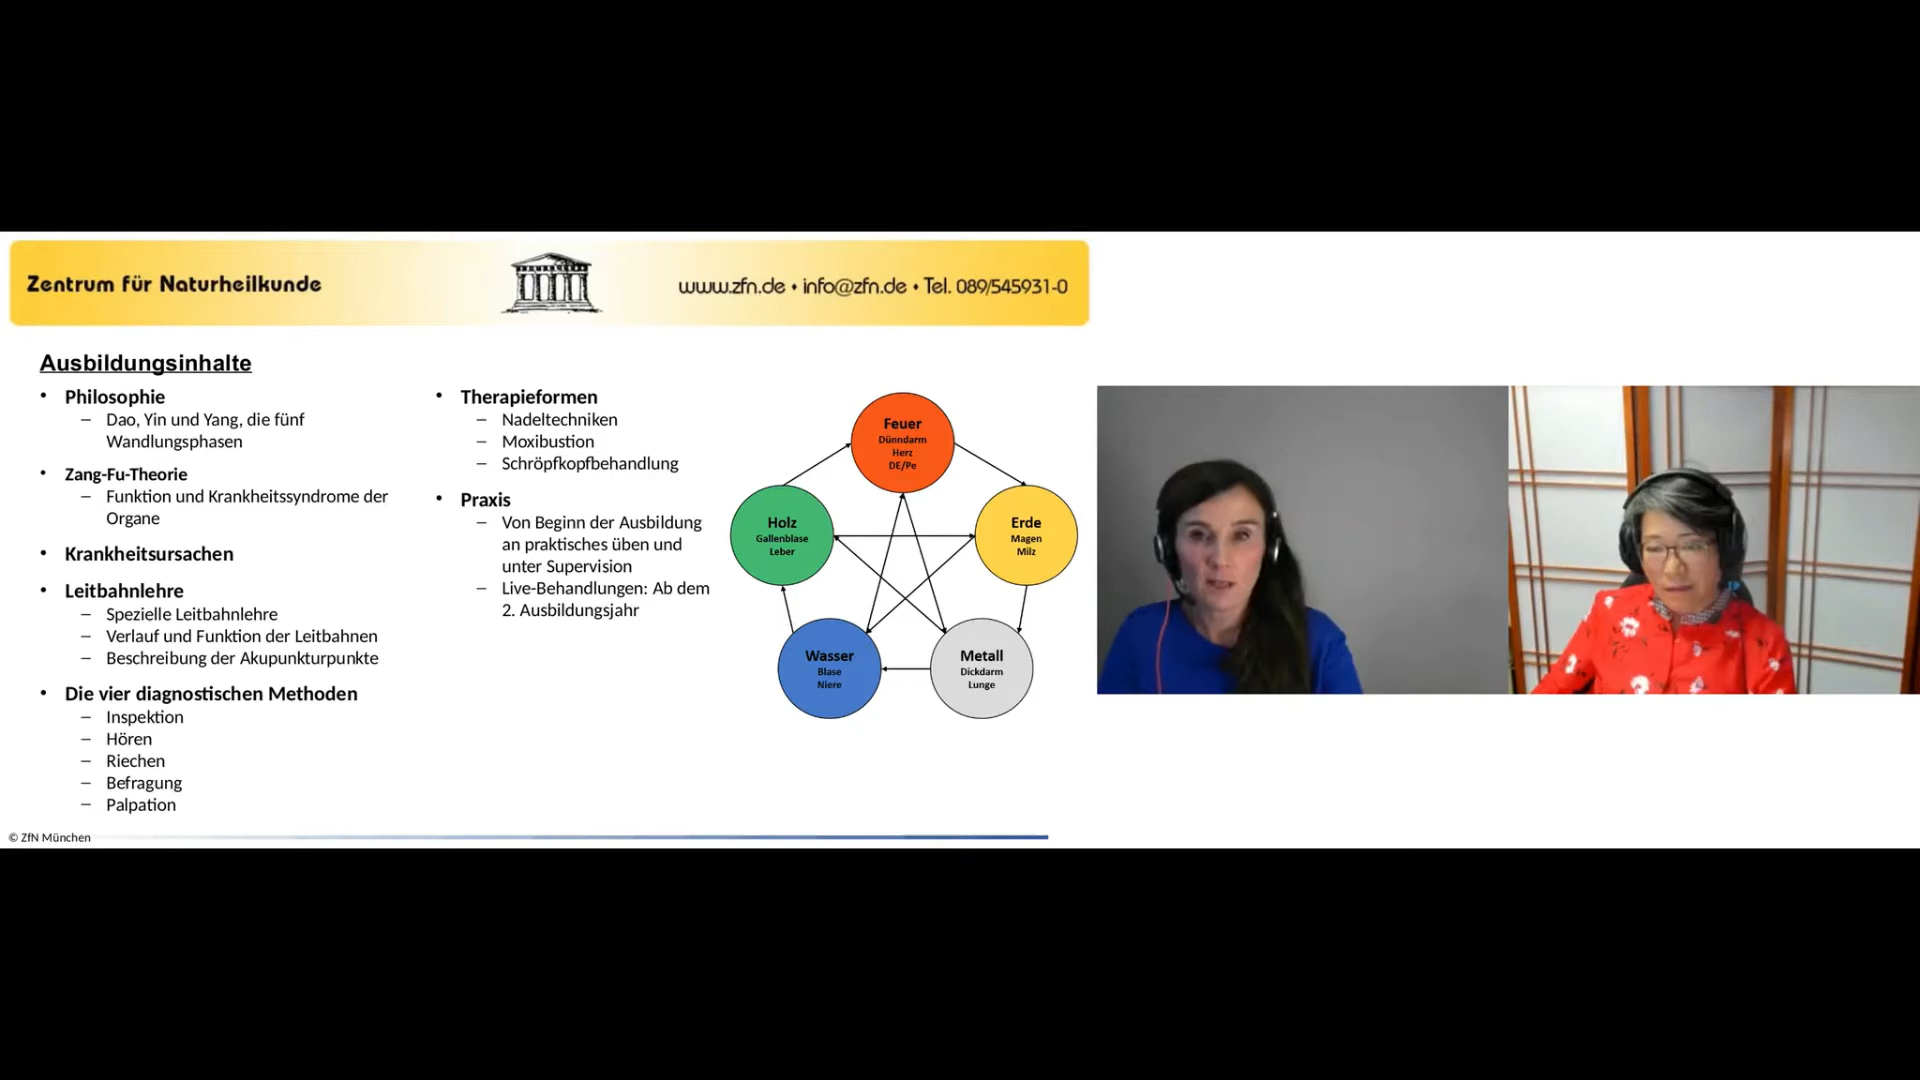 Zentrum für Naturheilkunde
www.zfn.de • info@zfn.de • Tel. 089/545931-0
Ausbildungsinhalte
• Philosophie
– Dao, Yin und Yang, die fünf
Wandlungsphasen
• Zang-Fu-Theorie
– Funktion und Krankheitssyndrome der
Organe
• Krankheitsursachen
• Leitbahnlehre
– Spezielle Leitbahnlehre
– Verlauf und Funktion der Leitbahnen
– Beschreibung der Akupunkturpunkte
• Die vier diagnostischen Methoden
– Inspektion
– Hören
– Riechen
– Befragung
– Palpation
• Therapieformen
– Nadeltechniken
– Moxibustion
– Schröpfkopfbehandlung
• Praxis
– Von Beginn der Ausbildung
an praktisches üben und
unter Supervision
– Live-Behandlungen: Ab dem
2. Ausbildungsjahr
Feuer
Dünndarm
Herz
DE/Pe
Holz
Gallenblase
Leber
Erde
Magen
Milz
Wasser
Blase
Niere
Metall
Dickdarm
Lunge
© ZfN München